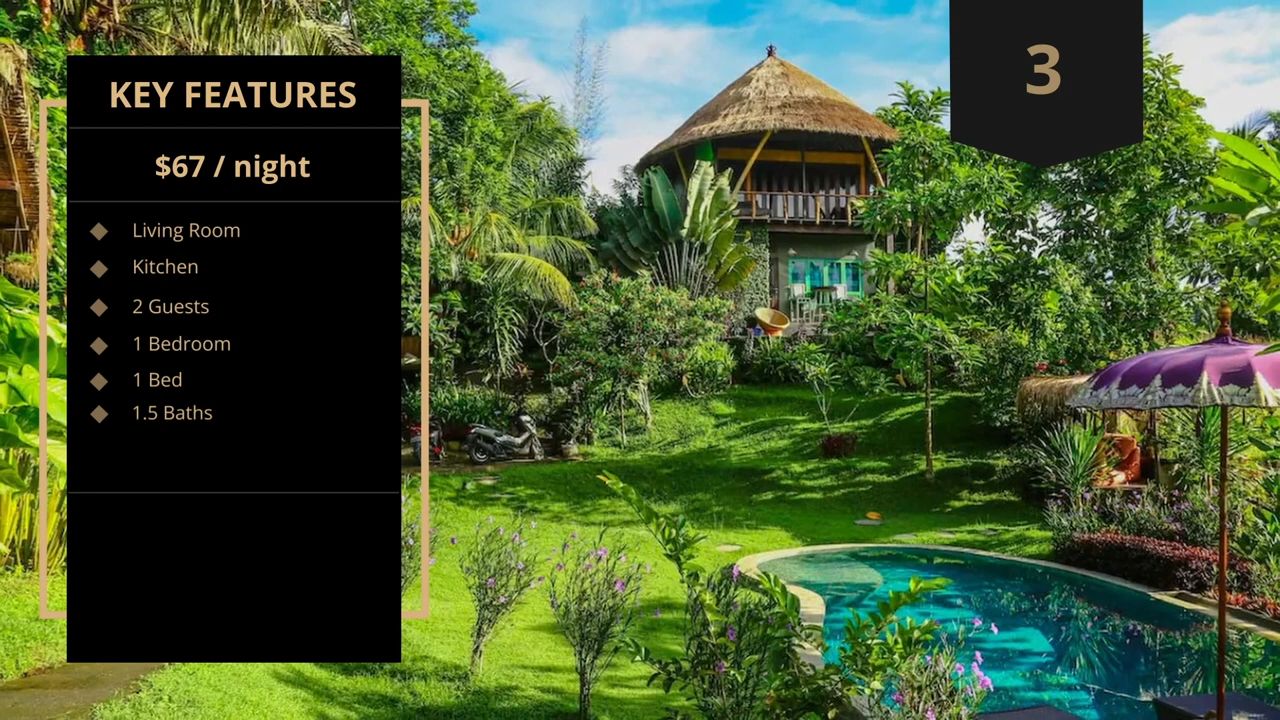 KEY FEATURES
3
$67 / night
Living Room
Kitchen
2 Guests
1 Bedroom
1 Bed
1.5 Baths